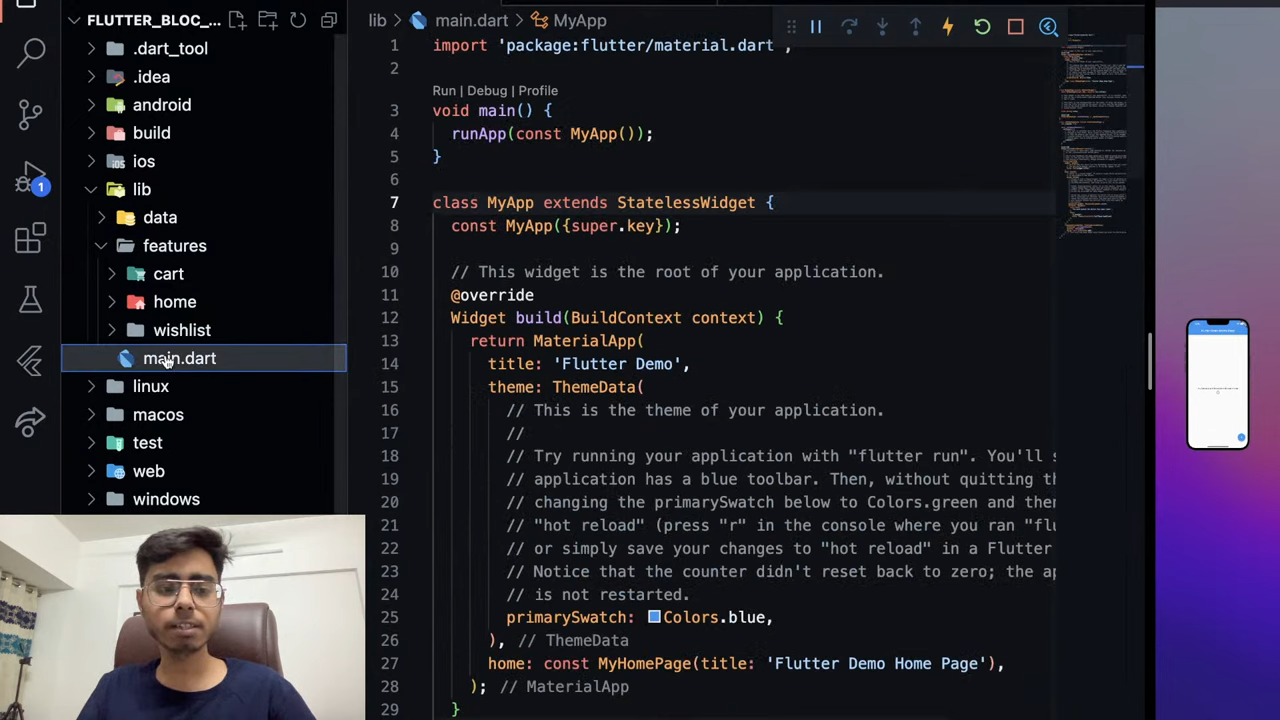 FLUTTER_BLOC_...
.dart_tool
.idea
android
build
ios
lib
data
features
cart
home
wishlist
main.dart
linux
macos
test
web
windows
1
lib > main.dart > MyApp
1 import 'package:flutter/material.dart';
2
Run | Debug | Profile
3 void main() {
4 runApp(const MyApp());
5 }
6
7 class MyApp extends StatelessWidget {
8 const MyApp({super.key});
9
10 // This widget is the root of your application.
11 @override
12 Widget build(BuildContext context) {
13 return MaterialApp(
14 title: 'Flutter Demo',
15 theme: ThemeData(
16 // This is the theme of your application.
17 //
18 // Try running your application with "flutter run". You'll s
19 // application has a blue toolbar. Then, without quitting th
20 // changing the primarySwatch below to Colors.green and then
21 // "hot reload" (press "r" in the console where you ran "flu
22 // or simply save your changes to "hot reload" in a Flutter
23 // Notice that the counter didn't reset back to zero; the ap
24 // is not restarted.
25 primarySwatch: Colors.blue,
26 ), // ThemeData
27 home: const MyHomePage(title: 'Flutter Demo Home Page'),
28 ); // MaterialApp
29 }